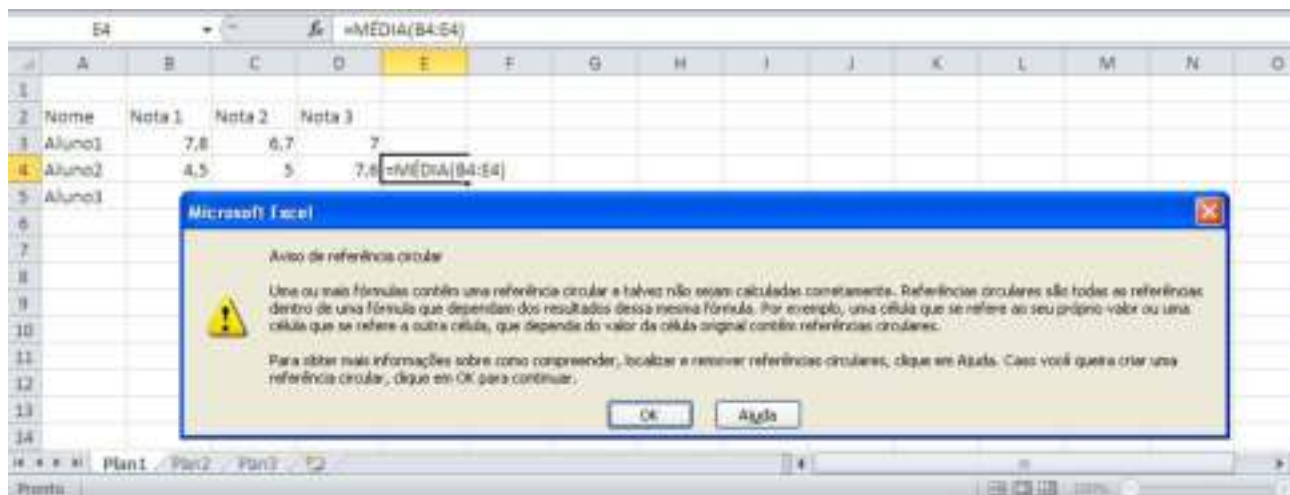 E4 fx =MÉDIA(B4:E4)
A B C D E F G H I J K L M N O
1
2 Nome Nota 1 Nota 2 Nota 3
3 Aluno1 7,8 6,7 7
4 Aluno2 4,5 5 7,6 =MÉDIA(B4:E4)
5 Aluno3
Microsoft Excel
6
7 Aviso de referência circular
8
9 Uma ou mais fórmulas contêm uma referência circular e talvez não sejam calculadas corretamente. Referências circulares são todas as referências
10 dentro de uma fórmula que dependam dos resultados dessa mesma fórmula. Por exemplo, uma célula que se refere ao seu próprio valor ou uma
célula que se refere a outra célula, que dependa do valor da célula original contêm referências circulares.
11 Para obter mais informações sobre como compreender, localizar e remover referências circulares, clique em Ajuda. Caso você queira criar uma
12 referência circular, clique em OK para continuar.
13 OK Ajuda
14
Plan1 Plan2 Plan3
Pronto 100%